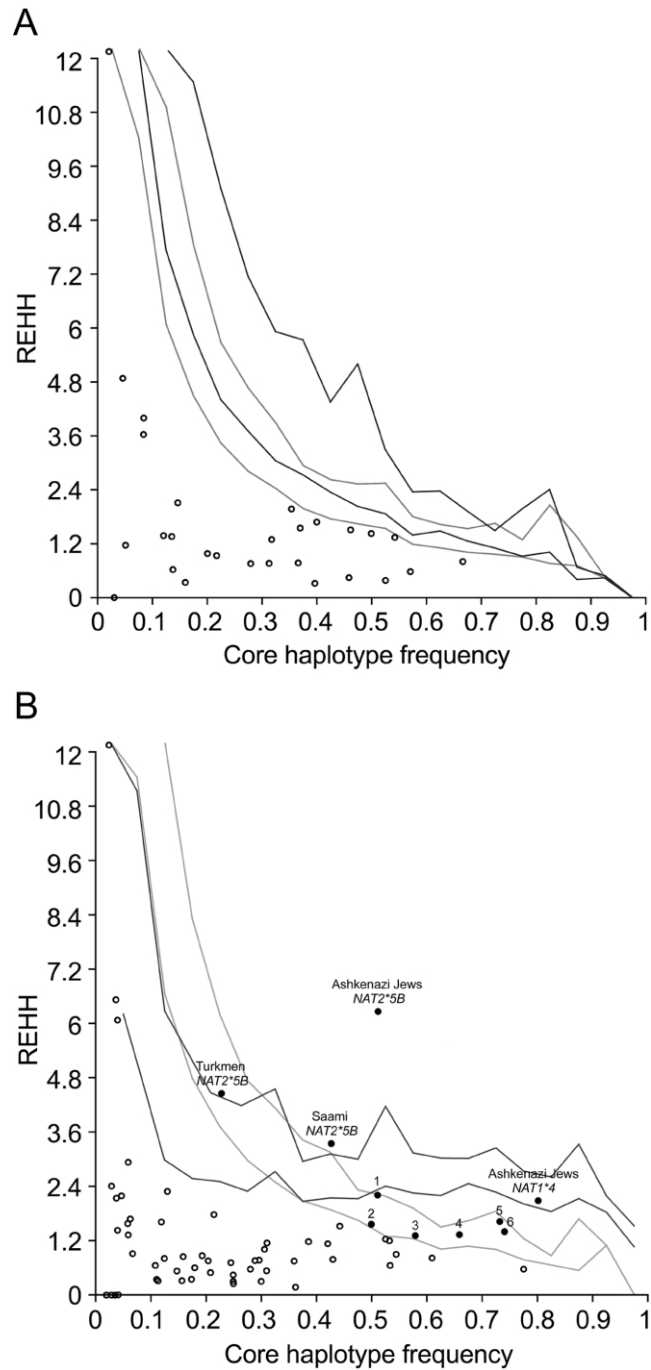 A
12
10.8
9.6
8.4
7.2
6
4.8
3.6
2.4
1.2
0
REHH
0 0.1 0.2 0.3 0.4 0.5 0.6 0.7 0.8 0.9 1
Core haplotype frequency
B
12
10.8
9.6
8.4
7.2
6
4.8
3.6
2.4
1.2
0
REHH
Ashkenazi Jews
NAT2*5B
Turkmen
NAT2*5B
Saami
NAT2*5B
Ashkenazi Jews
NAT1*4
1
2
3
4
5
6
0 0.1 0.2 0.3 0.4 0.5 0.6 0.7 0.8 0.9 1
Core haplotype frequency